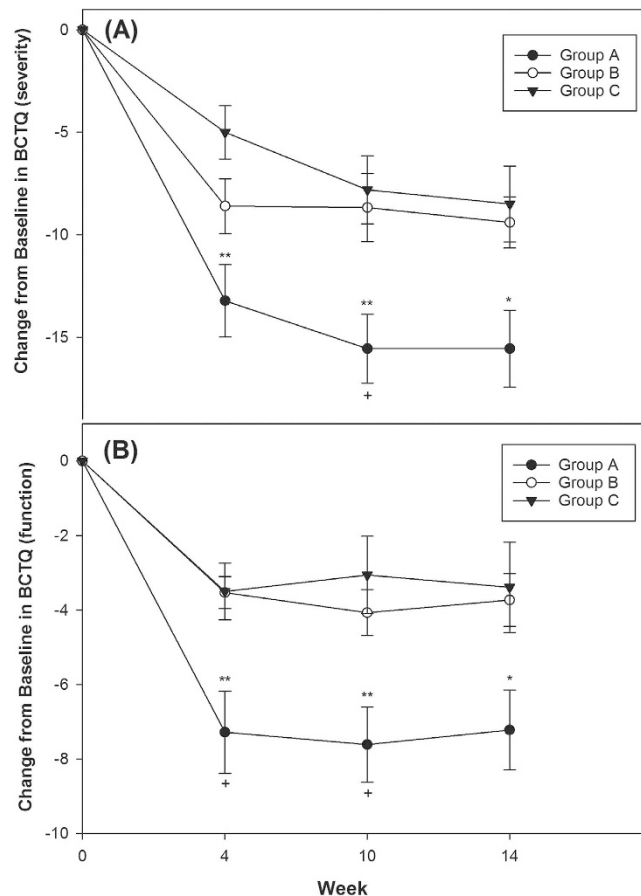 (A)
Change from Baseline in BCTQ (severity)
0
-5
-10
-15
Group A
Group B
Group C
**
**
*
+
(B)
Change from Baseline in BCTQ (function)
0
-2
-4
-6
-8
-10
Group A
Group B
Group C
**
**
*
+
+
0
4
10
14
Week